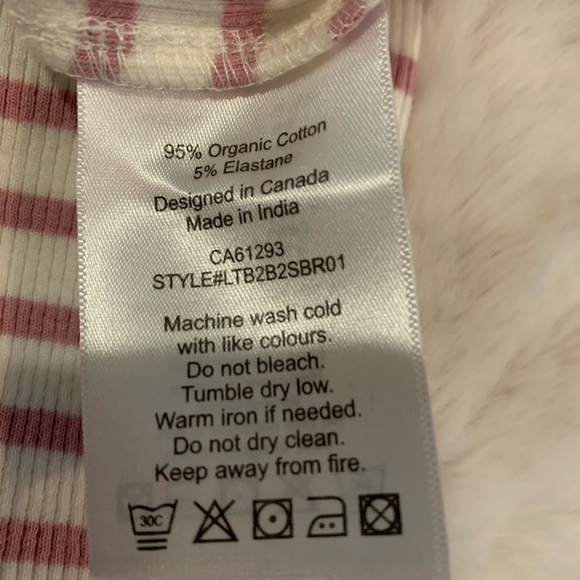 95% Organic Cotton
5% Elastane
Designed in Canada
Made in India
CA61293
STYLE#LTB2B2SBR01
Machine wash cold
with like colours.
Do not bleach.
Tumble dry low.
Warm iron if needed.
Do not dry clean.
Keep away from fire.
30C